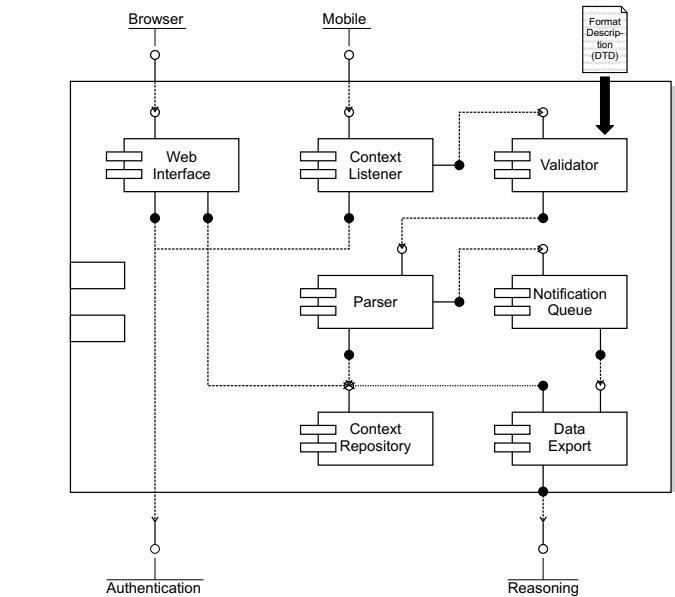 Browser
Mobile
Format
Descrip-
tion
(DTD)
Web
Interface
Context
Listener
Validator
Parser
Notification
Queue
Context
Repository
Data
Export
Authentication
Reasoning